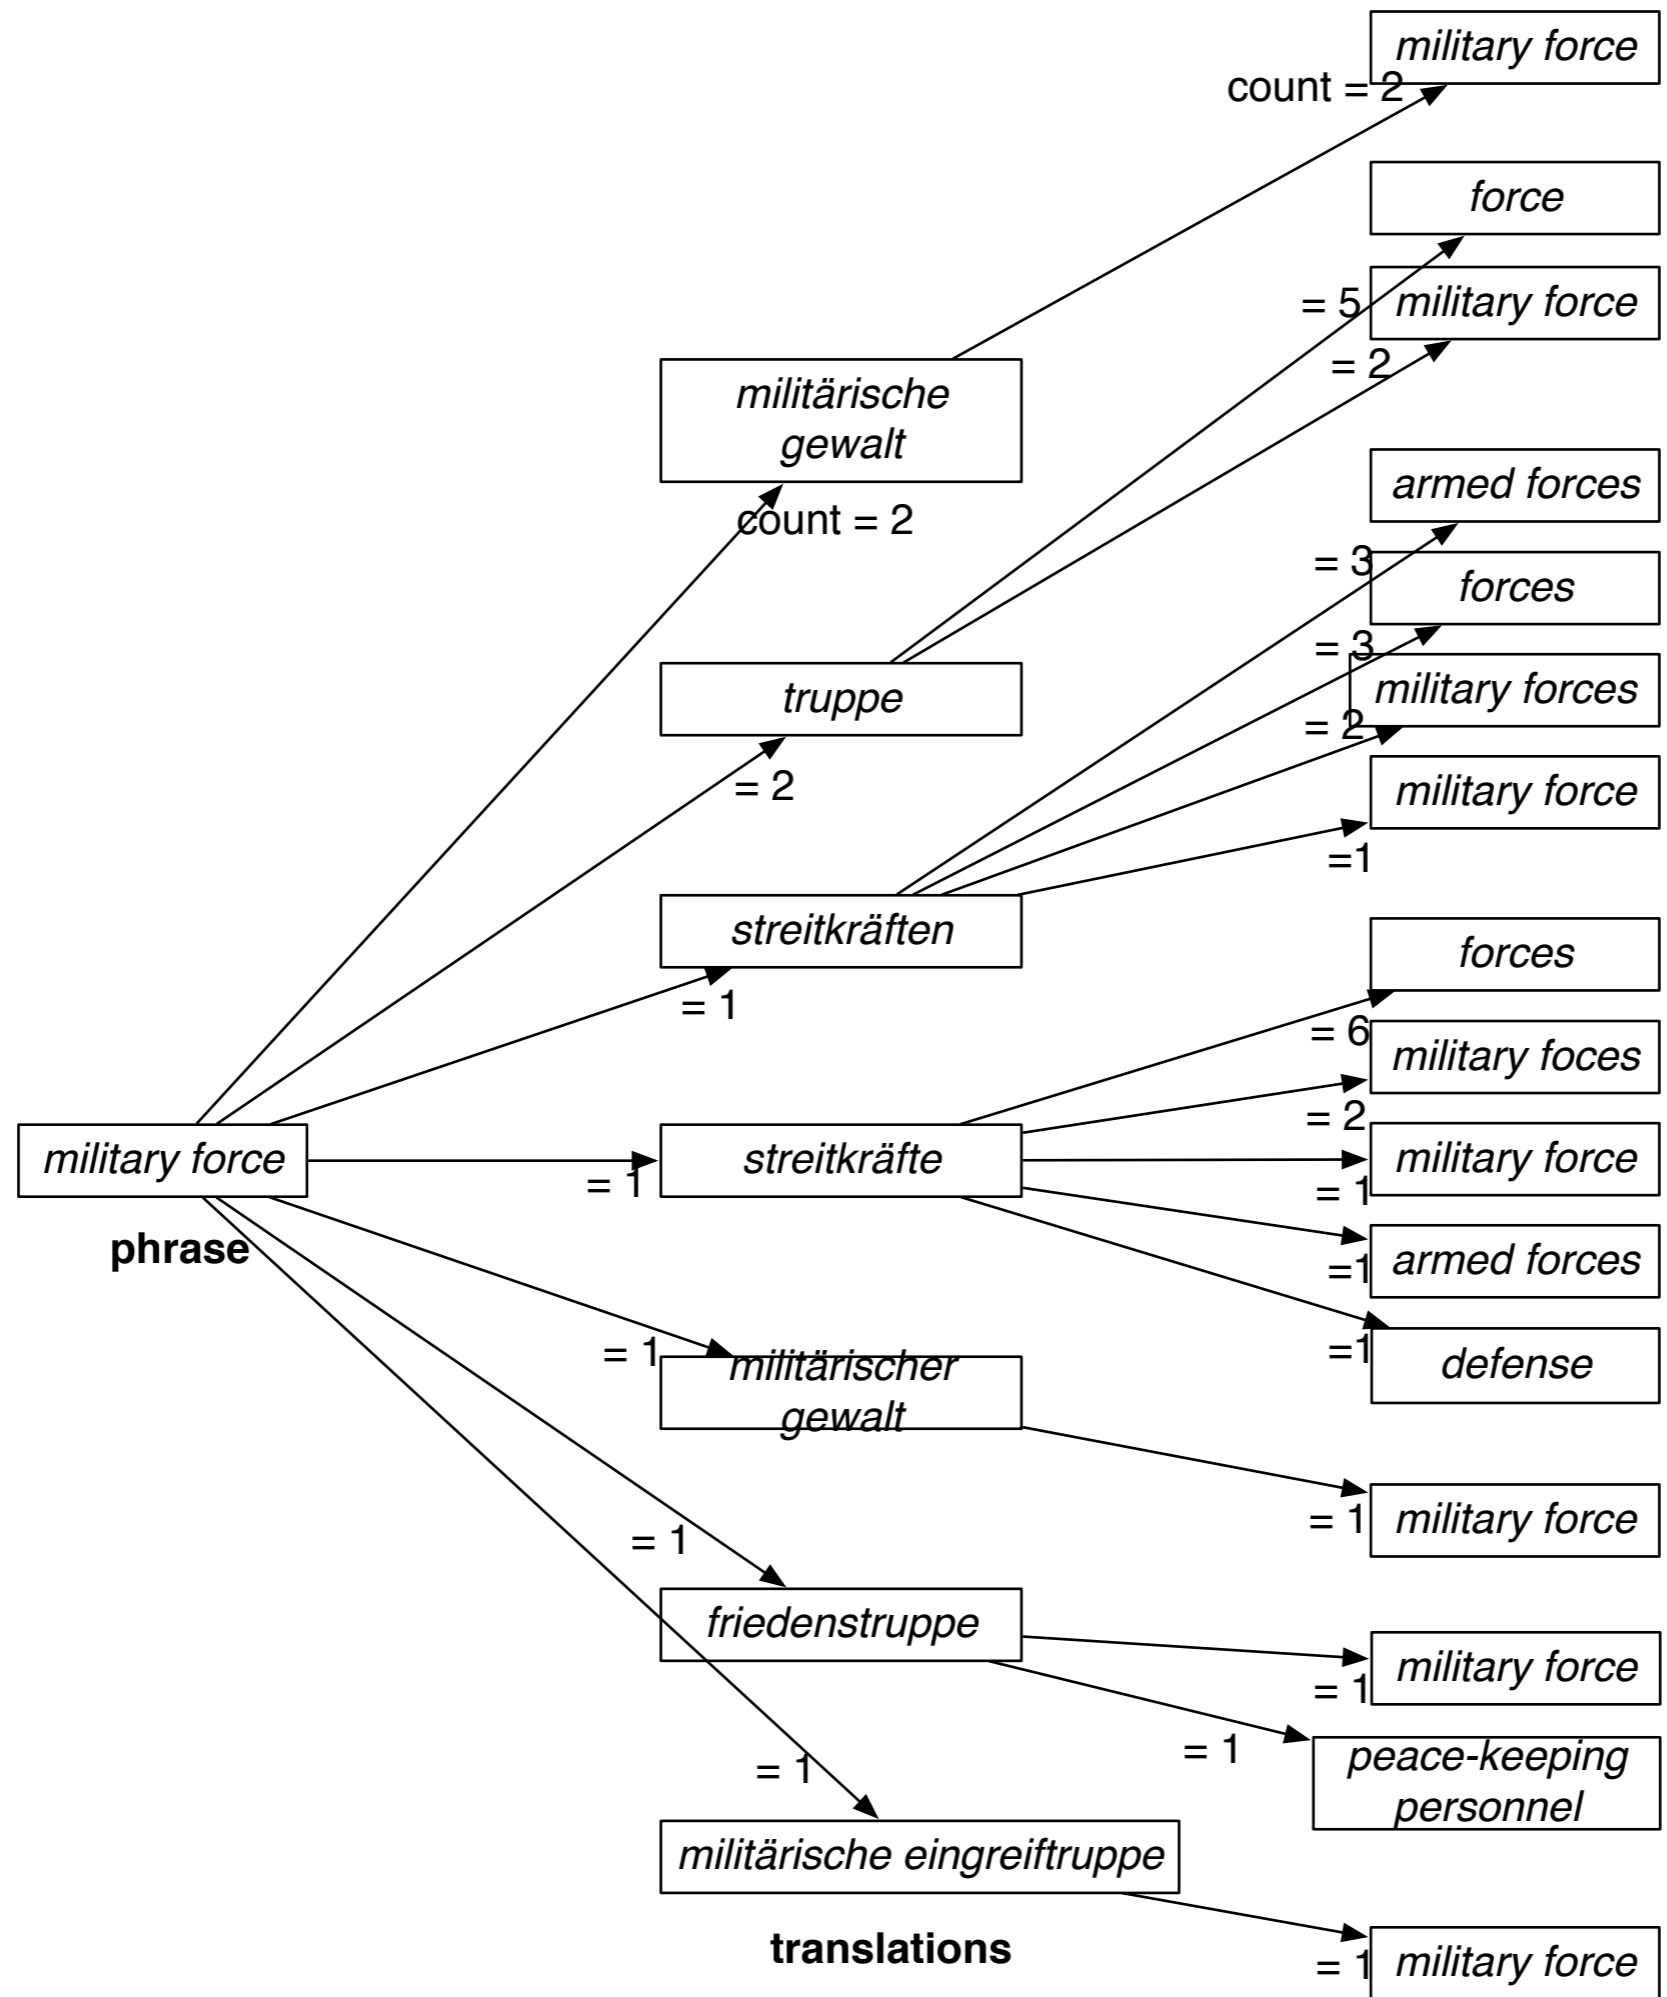 military force
count = 2
force
= 5
military force
= 2
militärische
gewalt
count = 2
armed forces
= 3
forces
= 3
military forces
= 2
truppe
= 2
military force
=1
streitkräften
= 1
forces
= 6
military foces
= 2
military force
phrase
= 1
streitkräfte
military force
= 1
armed forces
=1
defense
=1
= 1
militärischer
gewalt
military force
= 1
= 1
friedenstruppe
military force
= 1
peace-keeping
personnel
= 1
= 1
militärische eingreiftruppe
translations
military force
= 1